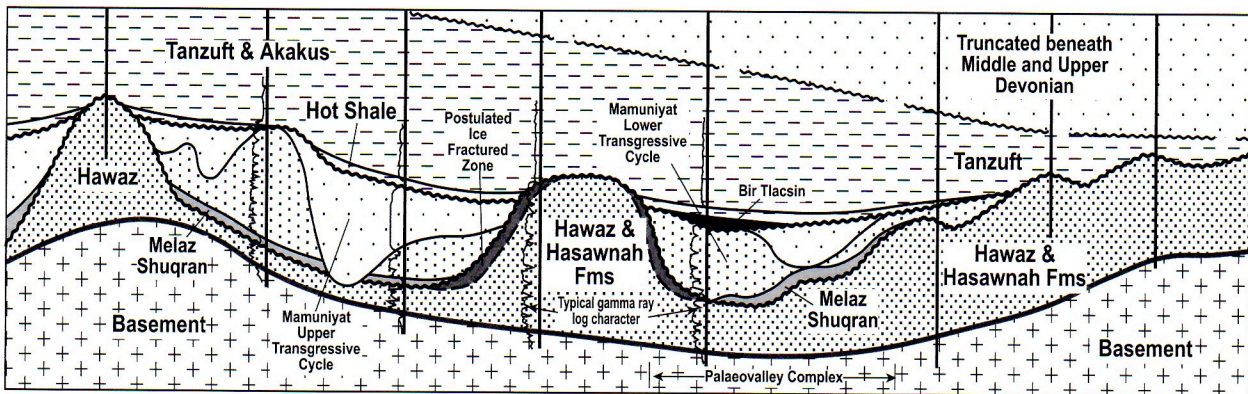 Tanzuft & Akakus
Hot Shale
Postulated
Ice
Fractured
Zone
Mamuniyat
Lower
Transgressive
Cycle
Truncated beneath
Middle and Upper
Devonian
Tanzuft
Hawaz
Bir Tlacsin
Melaz
Shuqran
Hawaz &
Hasawnah
Fms
Hawaz &
Hasawnah Fms
Basement
Mamuniyat
Upper
Transgressive
Cycle
Typical gamma ray
log character
Melaz
Shuqran
Basement
Palaeovalley Complex